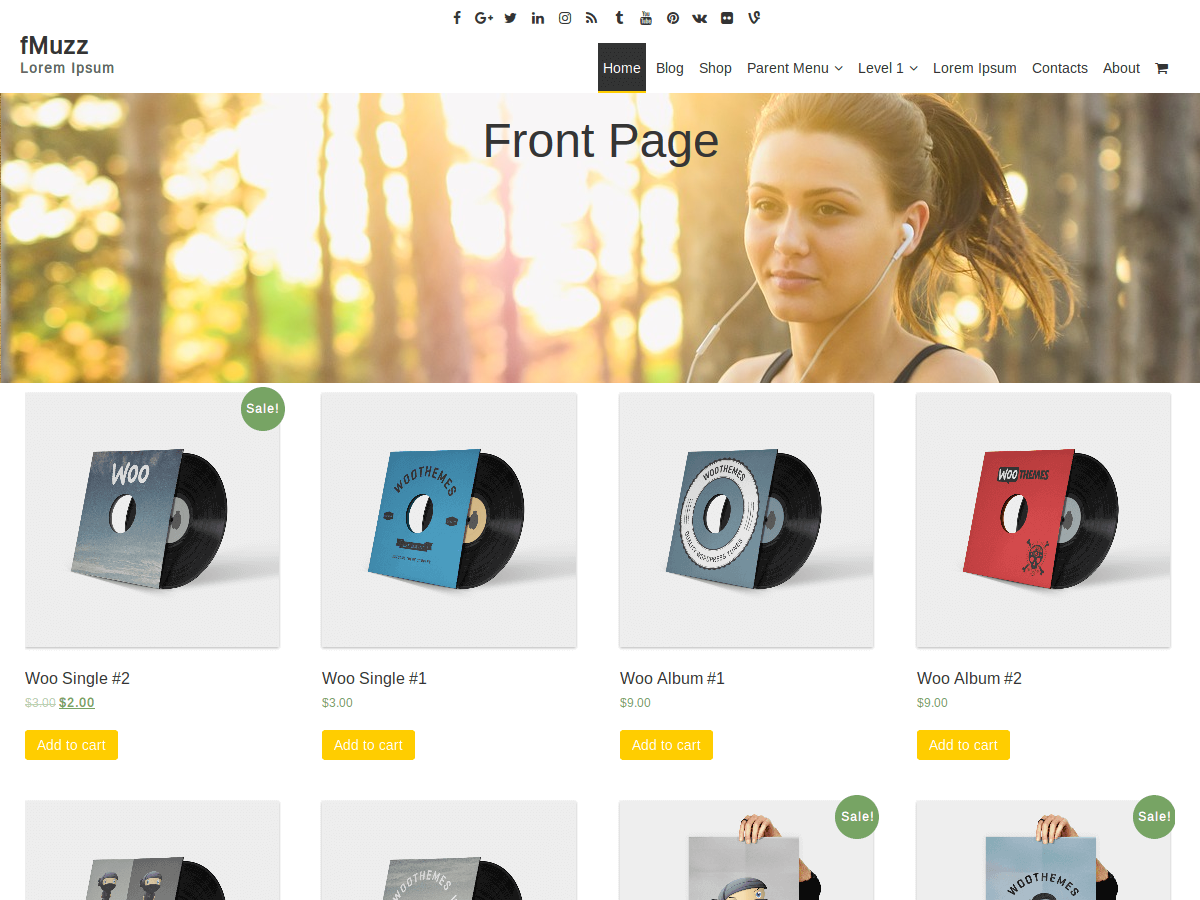 fMuzz
Lorem Ipsum
Home Blog Shop Parent Menu Level 1 Lorem Ipsum Contacts About
Front Page
Sale!
WOO
WOOTHEMES
WOOTHEMES
QUALITY WORDPRESS THEMES
WOOTHEMES
Woo Single #2
Woo Single #1
Woo Album #1
Woo Album #2
$3.00 $2.00
$3.00
$9.00
$9.00
Add to cart
Add to cart
Add to cart
Add to cart
Sale!
Sale!
WOOTHEMES
WOOTHEMES